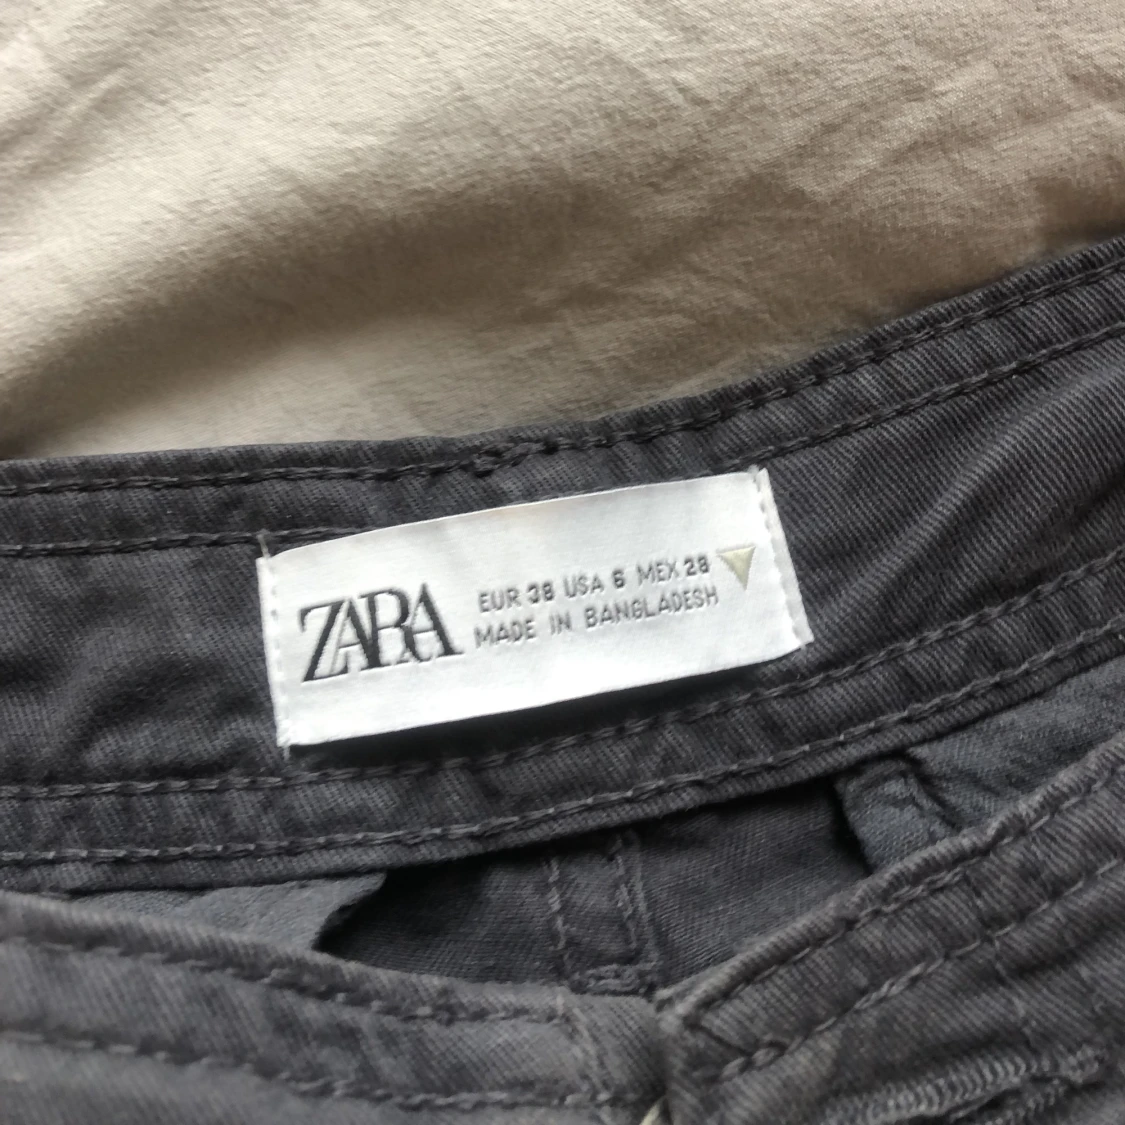 ZARA
EUR 38 USA 6 MEX 28
MADE IN BANGLADESH